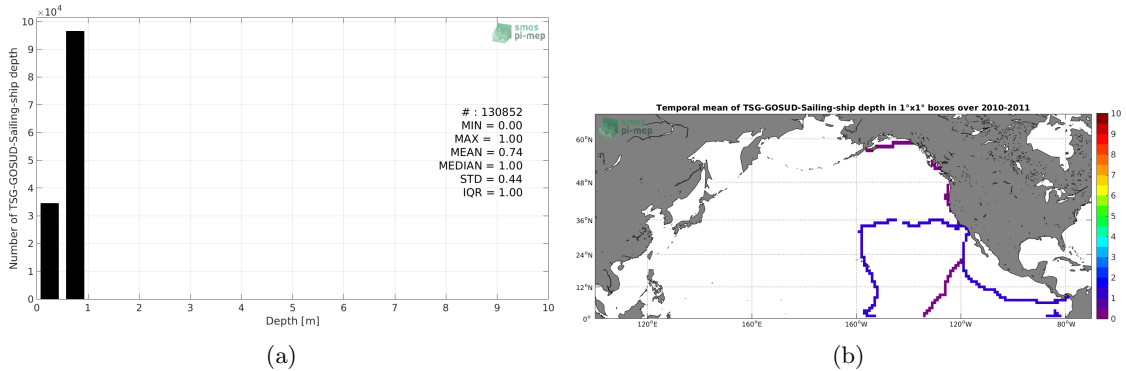 ×10⁴
10
9
8
7
6
5
4
3
2
1
0
Number of TSG-GOSUD-Sailing-ship depth
smos
pi-mep
# : 130852
MIN = 0.00
MAX = 1.00
MEAN = 0.74
MEDIAN = 1.00
STD = 0.44
IQR = 1.00
0 1 2 3 4 5 6 7 8 9 10
Depth [m]
(a)
Temporal mean of TSG-GOSUD-Sailing-ship depth in 1°x1° boxes over 2010-2011
smos
pi-mep
60°N
48°N
36°N
24°N
12°N
0°
120°E 160°E 160°W 120°W 80°W
10
9
8
7
6
5
4
3
2
1
0
(b)